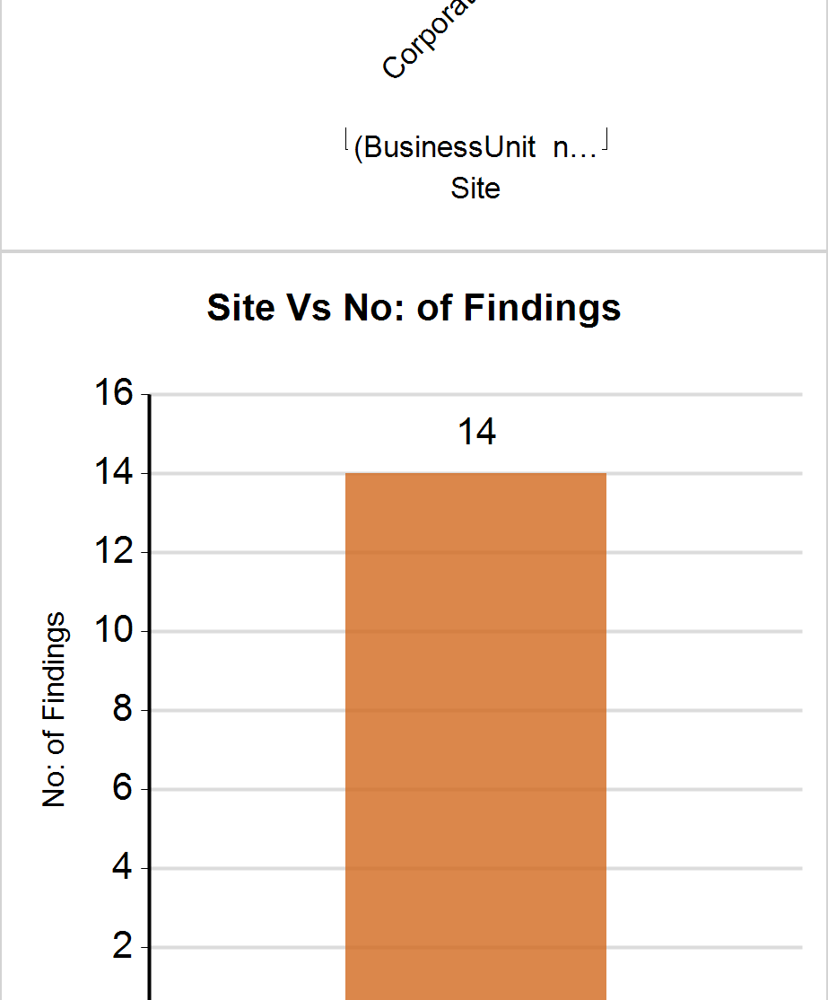 (BusinessUnit n...
Site
Site Vs No: of Findings
16
14
14
12
10
No: of Findings
8
6
4
2